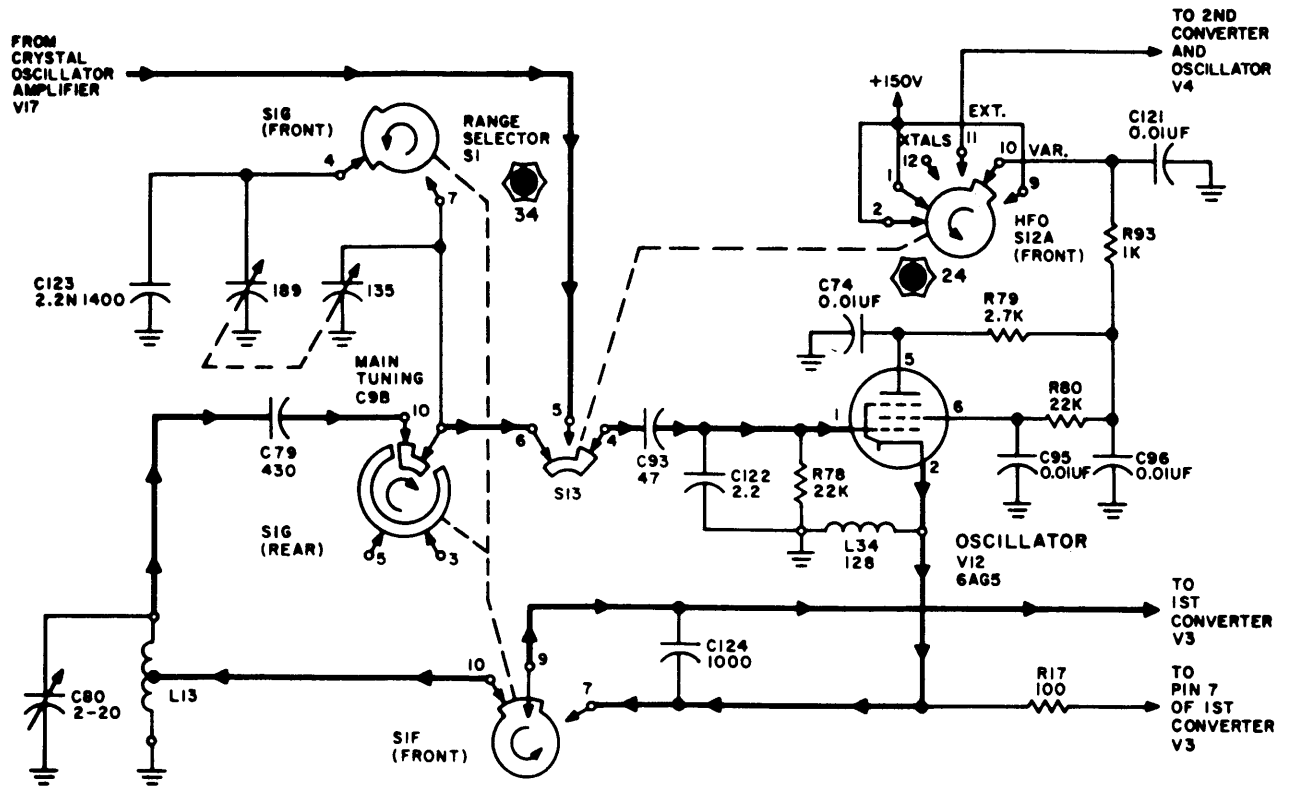 TO 2ND
CONVERTER
AND
OSCILLATOR
V4
FROM
CRYSTAL
OSCILLATOR
AMPLIFIER
V17
+150V
S1G
(FRONT)
RANGE
SELECTOR
S1
EXT.
XTALS
11
12
10
VAR.
C121
0.01UF
4
7
34
1
2
9
HFO
S12A
(FRONT)
R93
1K
24
C123
2.2N1400
189
135
C74
0.01UF
R79
2.7K
5
MAIN
TUNING
C9B
10
R80
22K
C79
430
6
5
4
C93
47
1
6
2
C122
2.2
R78
22K
C95
0.01UF
C96
0.01UF
S13
S1G
(REAR)
5
3
L34
128
OSCILLATOR
V12
6AG5
TO
1ST
CONVERTER
V3
C124
1000
10
9
7
R17
100
TO
PIN 7
OF 1ST
CONVERTER
V3
C80
2-20
L13
S1F
(FRONT)